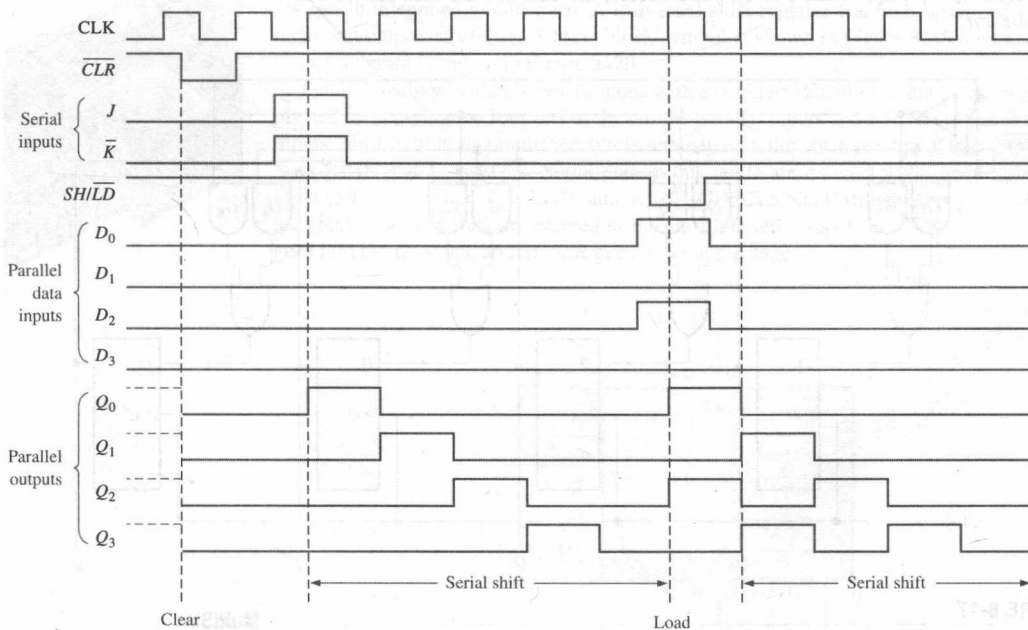 CLK
CLR
Serial
inputs
J
K
SH/LD
Parallel
data
inputs
D0
D1
D2
D3
Parallel
outputs
Q0
Q1
Q2
Q3
Serial shift
Serial shift
Clear
Load